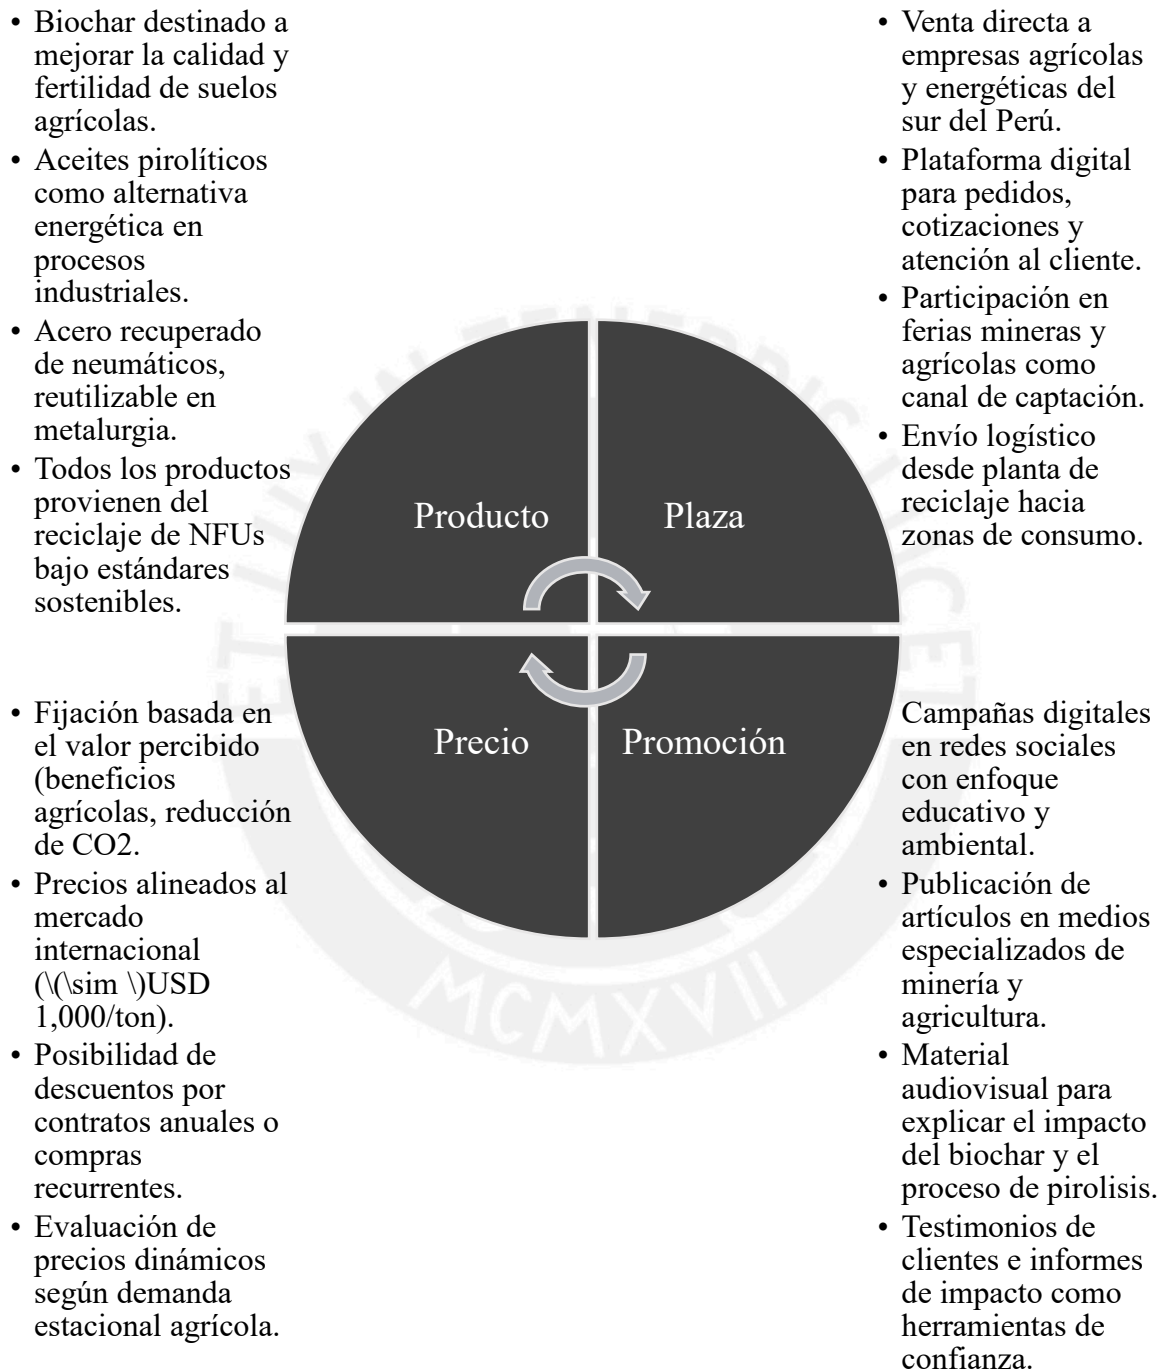 • Biochar destinado a
mejorar la calidad y
fertilidad de suelos
agrícolas.
• Aceites pirolíticos
como alternativa
energética en
procesos
industriales.
• Acero recuperado
de neumáticos,
reutilizable en
metalurgia.
• Todos los productos
provienen del
reciclaje de NFUs
bajo estándares
sostenibles.
• Venta directa a
empresas agrícolas
y energéticas del
sur del Perú.
• Plataforma digital
para pedidos,
cotizaciones y
atención al cliente.
• Participación en
ferias mineras y
agrícolas como
canal de captación.
• Envío logístico
desde planta de
reciclaje hacia
zonas de consumo.
Producto
Plaza
Precio
Promoción
• Fijación basada en
el valor percibido
(beneficios
agrícolas, reducción
de CO2.
• Precios alineados al
mercado
internacional
(\(\sim \)USD
1,000/ton).
• Posibilidad de
descuentos por
contratos anuales o
compras
recurrentes.
• Evaluación de
precios dinámicos
según demanda
estacional agrícola.
Campañas digitales
en redes sociales
con enfoque
educativo y
ambiental.
• Publicación de
artículos en medios
especializados de
minería y
agricultura.
• Material
audiovisual para
explicar el impacto
del biochar y el
proceso de pirolisis.
• Testimonios de
clientes e informes
de impacto como
herramientas de
confianza.
MCMXVII